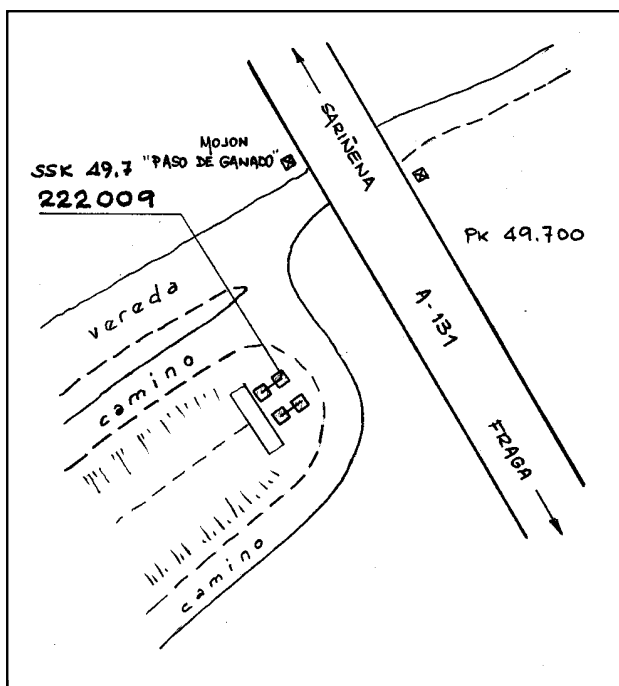 SARIÑENA
MOJON
"PASO DE GANADO"
SSK 49.7
222009
PK 49.700
vereda
A-131
camino
FRAGA
camino